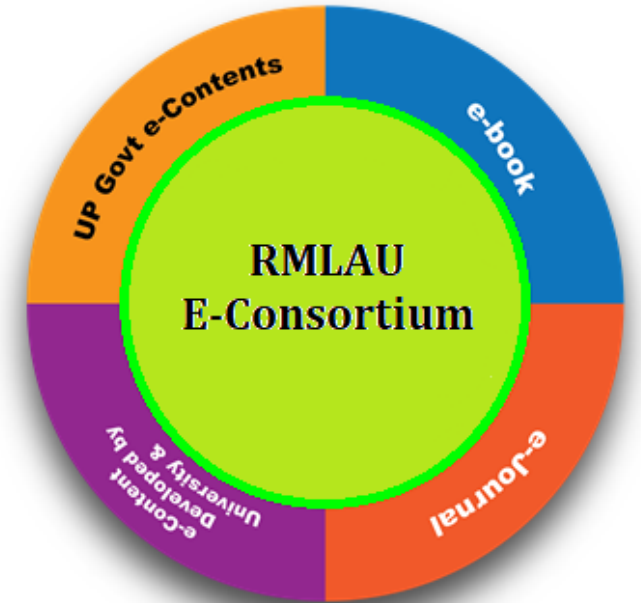 UP Govt e-Contents
e-book
RMLAU
E-Consortium
e-Content
Developed by
University &
e-Journal